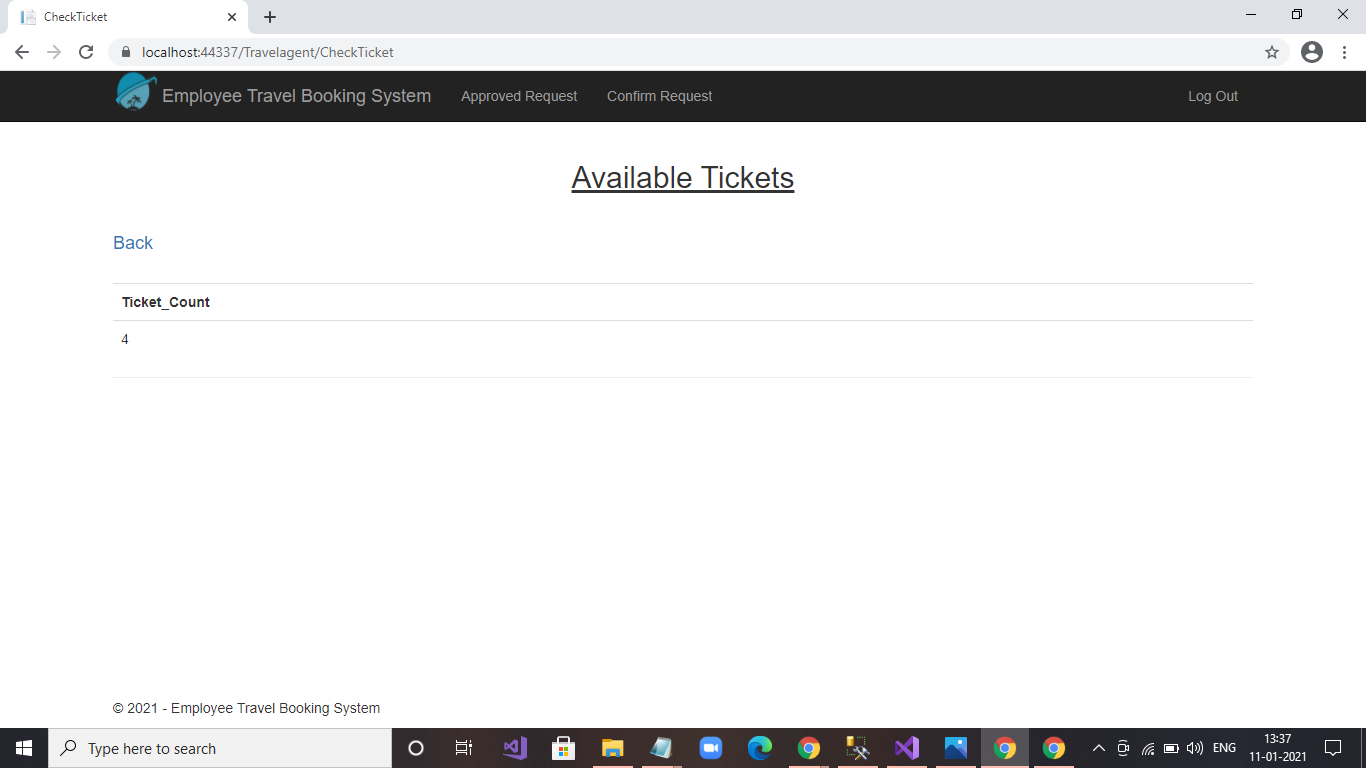 CheckTicket
localhost:44337/Travelagent/CheckTicket
Employee Travel Booking System Approved Request Confirm Request Log Out
Available Tickets
Back
Ticket_Count
4
© 2021 - Employee Travel Booking System
Type here to search
ENG
13:37
11-01-2021